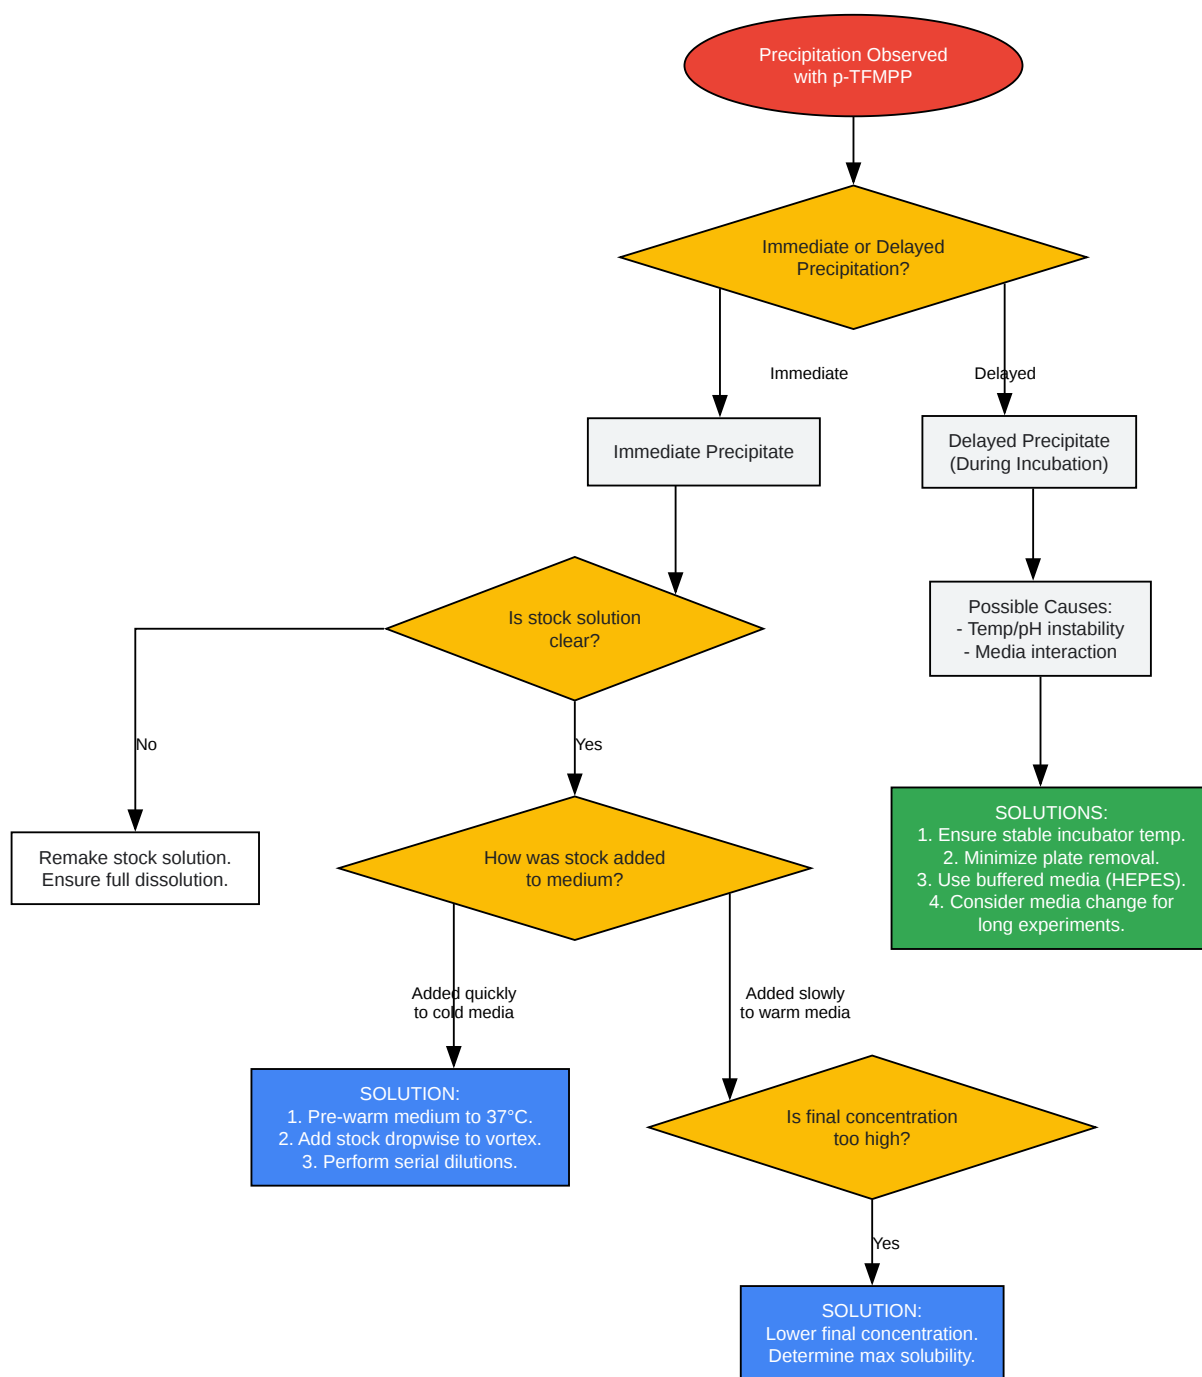 Precipitation Observed
with p-TFMPP
Immediate or Delayed
Precipitation?
Immediate
Delayed
Immediate Precipitate
Delayed Precipitate
(During Incubation)
Is stock solution
clear?
Possible Causes:
- Temp/pH instability
- Media interaction
No
Yes
Remake stock solution.
Ensure full dissolution.
How was stock added
to medium?
SOLUTIONS:
1. Ensure stable incubator temp.
2. Minimize plate removal.
3. Use buffered media (HEPES).
4. Consider media change for
long experiments.
Added quickly
to cold media
Added slowly
to warm media
SOLUTION:
1. Pre-warm medium to 37°C.
2. Add stock dropwise to vortex.
3. Perform serial dilutions.
Is final concentration
too high?
Yes
SOLUTION:
Lower final concentration.
Determine max solubility.